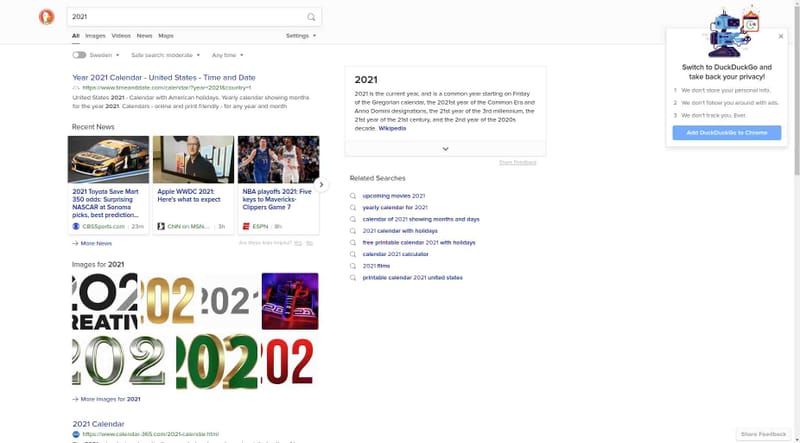 2021
All Images Videos News Maps Settings
Sweden Safe search: moderate Any time
Year 2021 Calendar - United States - Time and Date
https://www.timeanddate.com/calendar/?year=2021&country=1
United States 2021 - Calendar with American holidays. Yearly calendar showing months
for the year 2021. Calendars - online and print friendly - for any year and month
Recent News
2021 Toyota Save Mart
350 odds: Surprising
NASCAR at Sonoma
picks, best prediction...
CBSSports.com | 23m
Apple WWDC 2021:
Here's what to expect
CNN on MSN... | 3h
NBA playoffs 2021: Five
keys to Mavericks-
Clippers Game 7
ESPN | 8h
More News
Are these links helpful? Yes No
Images for 2021
202
REATIV
202
2021
202
202
202
More Images for 2021
2021 Calendar
https://www.calendar-365.com/2021-calendar.html
2021
2021 is the current year, and is a common year starting on Friday
of the Gregorian calendar, the 2021st year of the Common Era and
Anno Domini designations, the 21st year of the 3rd millennium, the
21st year of the 21st century, and the 2nd year of the 2020s
decade. Wikipedia
Share Feedback
Related Searches
upcoming movies 2021
yearly calendar for 2021
calendar of 2021 showing months and days
2021 calendar with holidays
free printable calendar 2021 with holidays
calendar 2021 calculator
2021 films
printable calendar 2021 united states
Switch to DuckDuckGo and
take back your privacy!
1 We don't store your personal info.
2 We don't follow you around with ads.
3 We don't track you. Ever.
Add DuckDuckGo to Chrome
Share Feedback